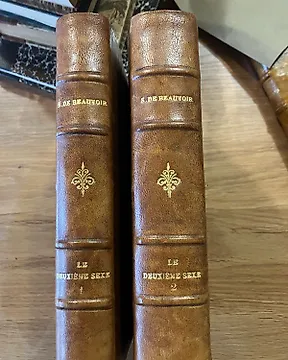 S. DE BEAUVOIR
LE
DEUXIÈME SEXE
1
S. DE BEAUVOIR
LE
DEUXIÈME SEXE
2